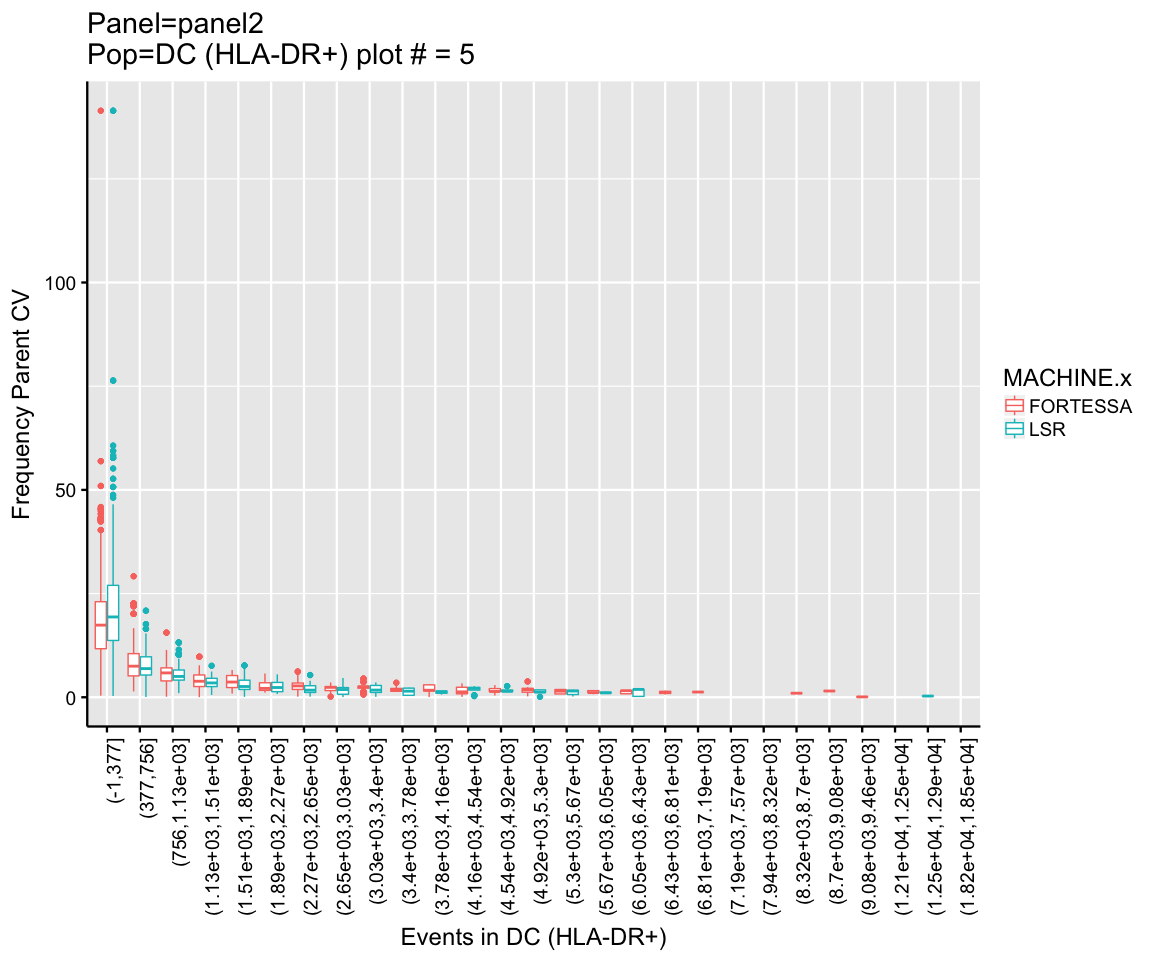 Panel=panel2
Pop=DC (HLA-DR+) plot # = 5
Frequency Parent CV
100
50
0
(-1,377]
(377,756]
(756,1.13e+03]
(1.13e+03,1.51e+03]
(1.51e+03,1.89e+03]
(1.89e+03,2.27e+03]
(2.27e+03,2.65e+03]
(2.65e+03,3.03e+03]
(3.03e+03,3.4e+03]
(3.4e+03,3.78e+03]
(3.78e+03,4.16e+03]
(4.16e+03,4.54e+03]
(4.54e+03,4.92e+03]
(4.92e+03,5.3e+03]
(5.3e+03,5.67e+03]
(5.67e+03,6.05e+03]
(6.05e+03,6.43e+03]
(6.43e+03,6.81e+03]
(6.81e+03,7.19e+03]
(7.19e+03,7.57e+03]
(7.94e+03,8.32e+03]
(8.32e+03,8.7e+03]
(8.7e+03,9.08e+03]
(9.08e+03,9.46e+03]
(1.21e+04,1.25e+04]
(1.25e+04,1.29e+04]
(1.82e+04,1.85e+04]
Events in DC (HLA-DR+)
MACHINE.x
FORTESSA
LSR